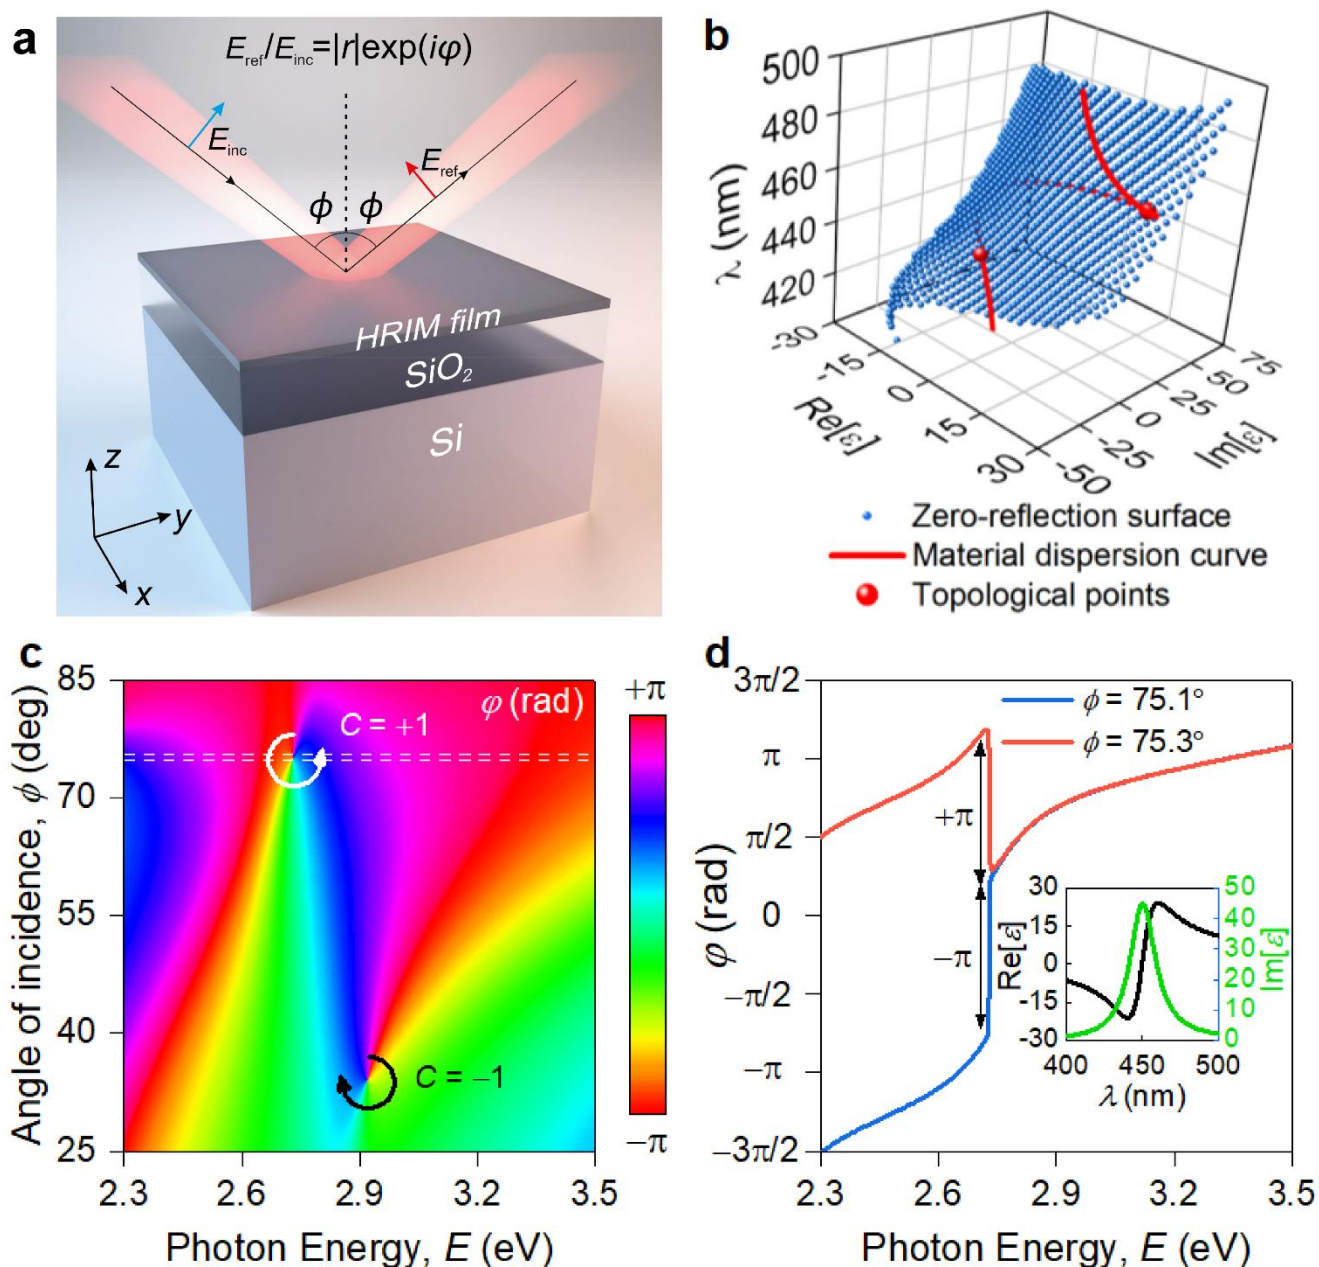 a
E_ref/E_inc=|r|exp(iφ)
E_inc
E_ref
ϕ ϕ
HRIM film
SiO₂
Si
z
y
x
b
500
480
460
440
420
λ (nm)
-30
-15
0
15
30
Re[ε]
-50
-25
0
25
50
75
Im[ε]
Zero-reflection surface
Material dispersion curve
Topological points
c
Angle of incidence, ϕ (deg)
85
70
55
40
25
φ (rad)
C = +1
C = −1
+π
−π
2.3 2.6 2.9 3.2 3.5
Photon Energy, E (eV)
d
φ (rad)
3π/2
π
π/2
0
−π/2
−π
−3π/2
ϕ = 75.1°
ϕ = 75.3°
+π
−π
Re[ε]
30
15
0
-15
-30
50
40
30
20
10
0
Im[ε]
400 450 500
λ (nm)
2.3 2.6 2.9 3.2 3.5
Photon Energy, E (eV)